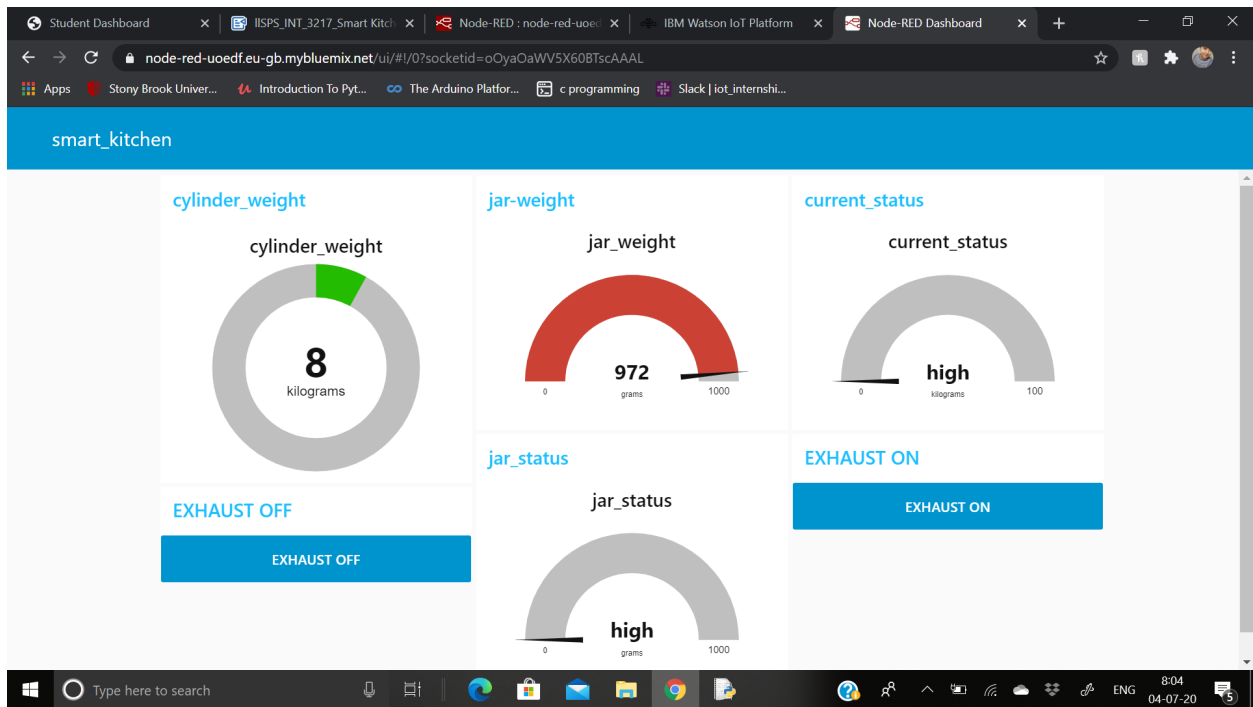 Student Dashboard
IISPS_INT_3217_Smart Kitch
Node-RED : node-red-uoed
IBM Watson IoT Platform
Node-RED Dashboard
node-red-uoedf.eu-gb.mybluemix.net/ui/#!/0?socketid=oOyaOaWV5X60BTscAAAL
Apps
Stony Brook Univer...
Introduction To Pyt...
The Arduino Platfor...
c programming
Slack | iot_internshi...
smart_kitchen
cylinder_weight
cylinder_weight
8
kilograms
EXHAUST OFF
EXHAUST OFF
jar-weight
jar_weight
972
0 grams 1000
jar_status
jar_status
high
0 grams 1000
current_status
current_status
high
0 kilograms 100
EXHAUST ON
EXHAUST ON
Type here to search
ENG
8:04
04-07-20
5